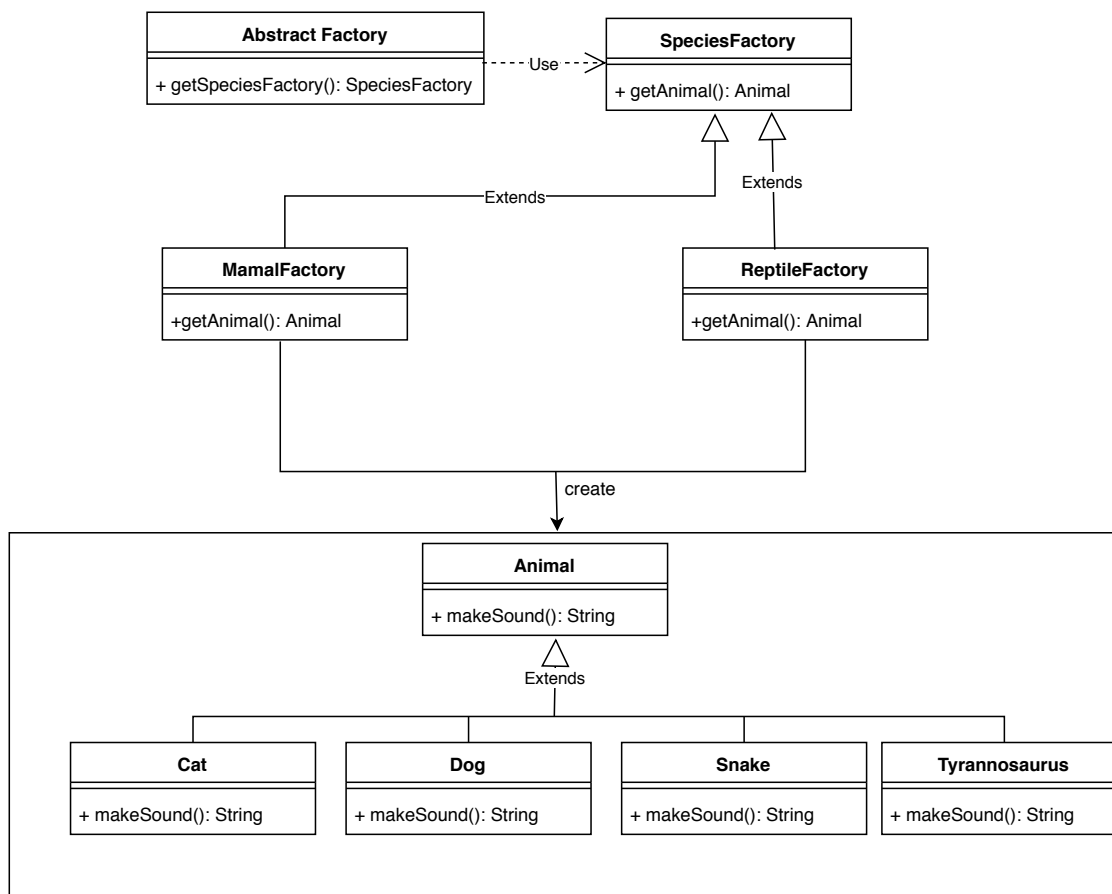 Abstract Factory
+ getSpeciesFactory(): SpeciesFactory
Use
SpeciesFactory
+ getAnimal(): Animal
Extends
Extends
MamalFactory
+getAnimal(): Animal
ReptileFactory
+getAnimal(): Animal
create
Animal
+ makeSound(): String
Extends
Cat
+ makeSound(): String
Dog
+ makeSound(): String
Snake
+ makeSound(): String
Tyrannosaurus
+ makeSound(): String